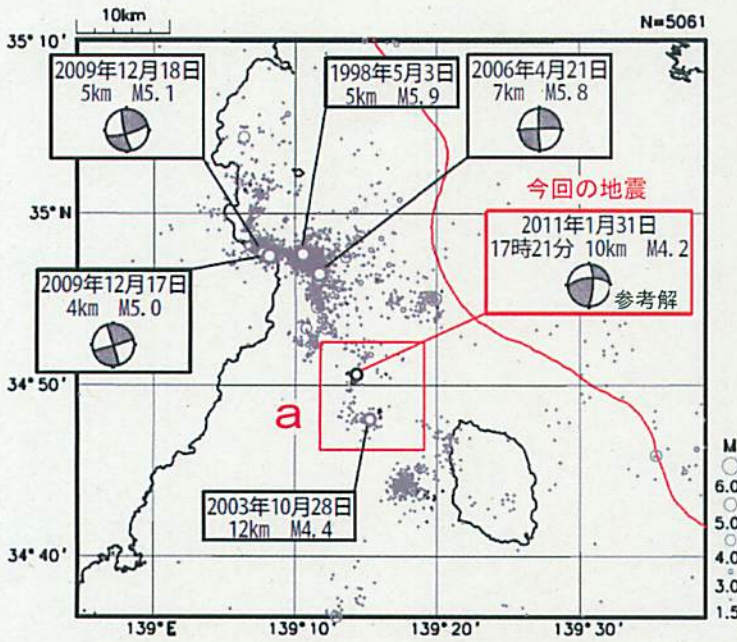 10km
N=5061
35°10'
2009年12月18日
5km M5.1
1998年5月3日
5km M5.9
2006年4月21日
7km M5.8
今回の地震
35°N
2011年1月31日
17時21分 10km M4.2
参考解
2009年12月17日
4km M5.0
34°50'
a
2003年10月28日
12km M4.4
34°40'
M
6.0
5.0
4.0
3.0
1.5
139°E
139°10'
139°20'
139°30'